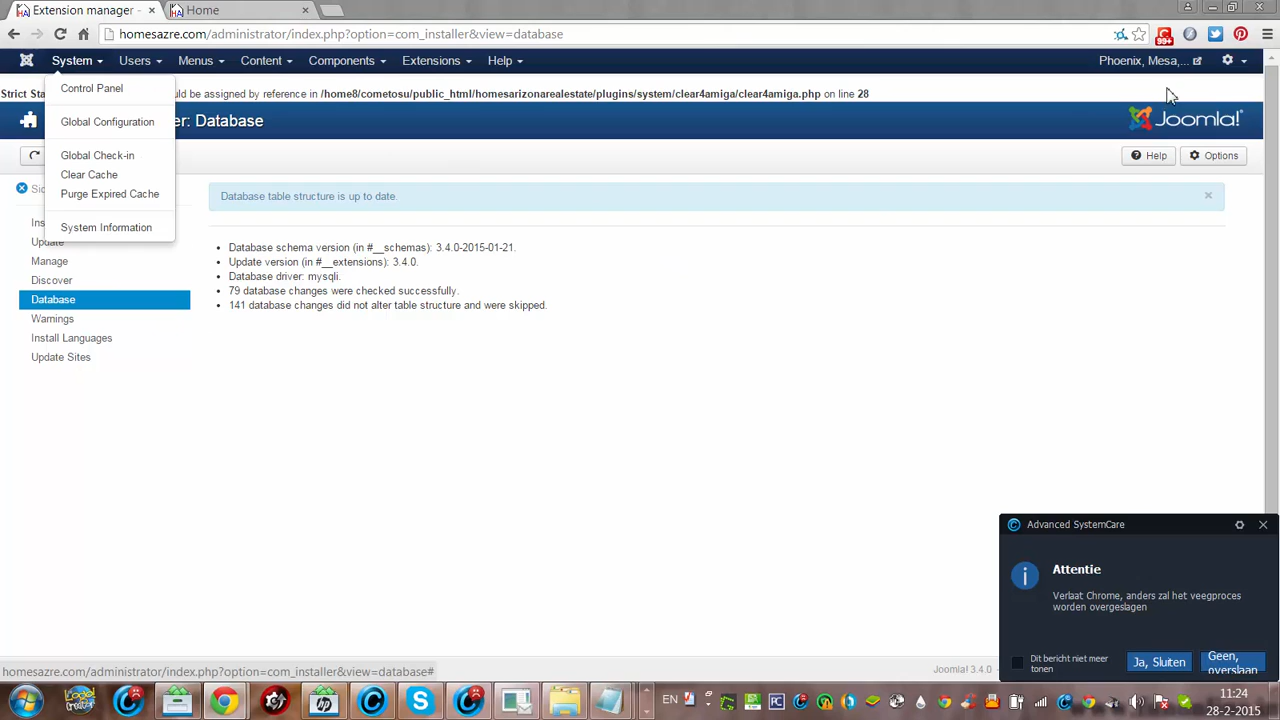 Extension manager -
Home
homesazre.com/administrator/index.php?option=com_installer&view=database
99+
System Users Menus Content Components Extensions Help
Phoenix, Mesa,...
Control Panel
Strict Sta
ould be assigned by reference in /home8/cometosu/public_html/homesarizonarealestate/plugins/system/clear4amiga/clear4amiga.php on line 28
Global Configuration
er: Database
Joomla!
Global Check-in
Help
Options
Clear Cache
Sid
Purge Expired Cache
Database table structure is up to date.
Ins
System Information
Update
Database schema version (in #__schemas): 3.4.0-2015-01-21.
Manage
Update version (in #__extensions): 3.4.0.
Discover
Database driver: mysqli.
Database
79 database changes were checked successfully.
141 database changes did not alter table structure and were skipped.
Warnings
Install Languages
Update Sites
Advanced SystemCare
Attentie
Verlaat Chrome, anders zal het veegproces
worden overgeslagen
Dit bericht niet meer
tonen
Ja, Sluiten
Geen,
overslaan
homesazre.com/administrator/index.php?option=com_installer&view=database#
Joomla! 3.4.0
EN
11:24
28-2-2015